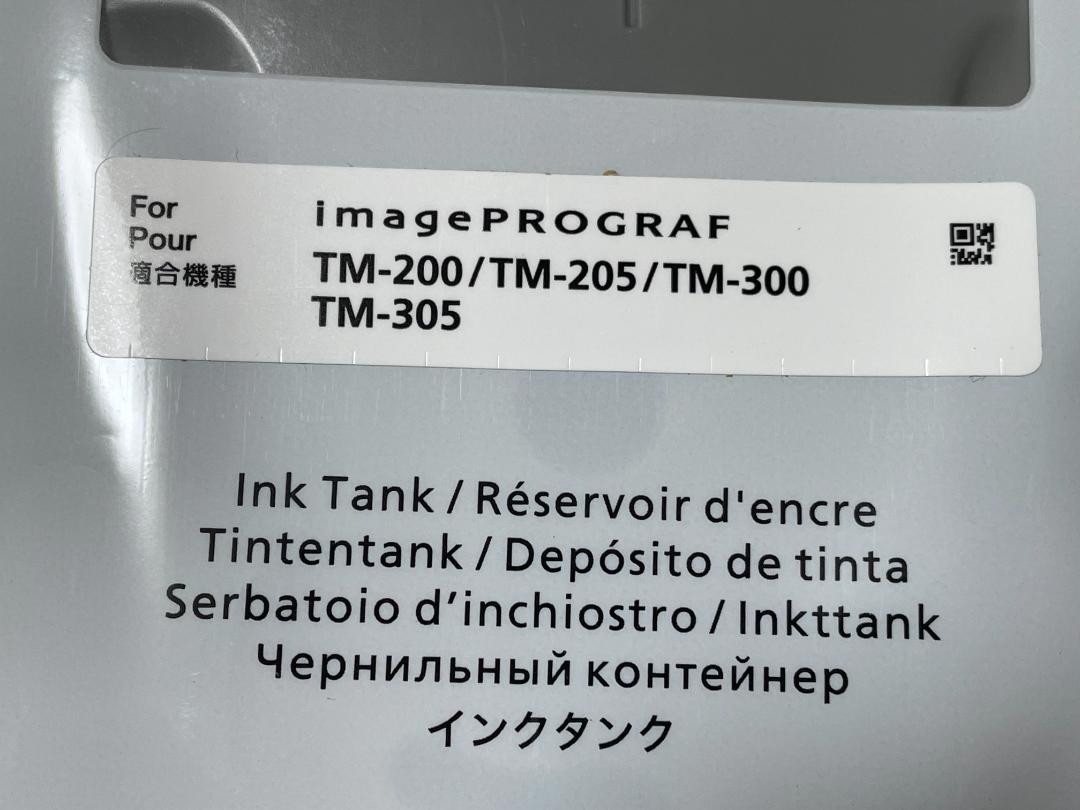 For
Pour
適合機種
imagePROGRAF
TM-200/TM-205/TM-300
TM-305
Ink Tank / Réservoir d'encre
Tintentank / Depósito de tinta
Serbatoio d’inchiostro / Inkttank
Чернильный контейнер
インクタンク